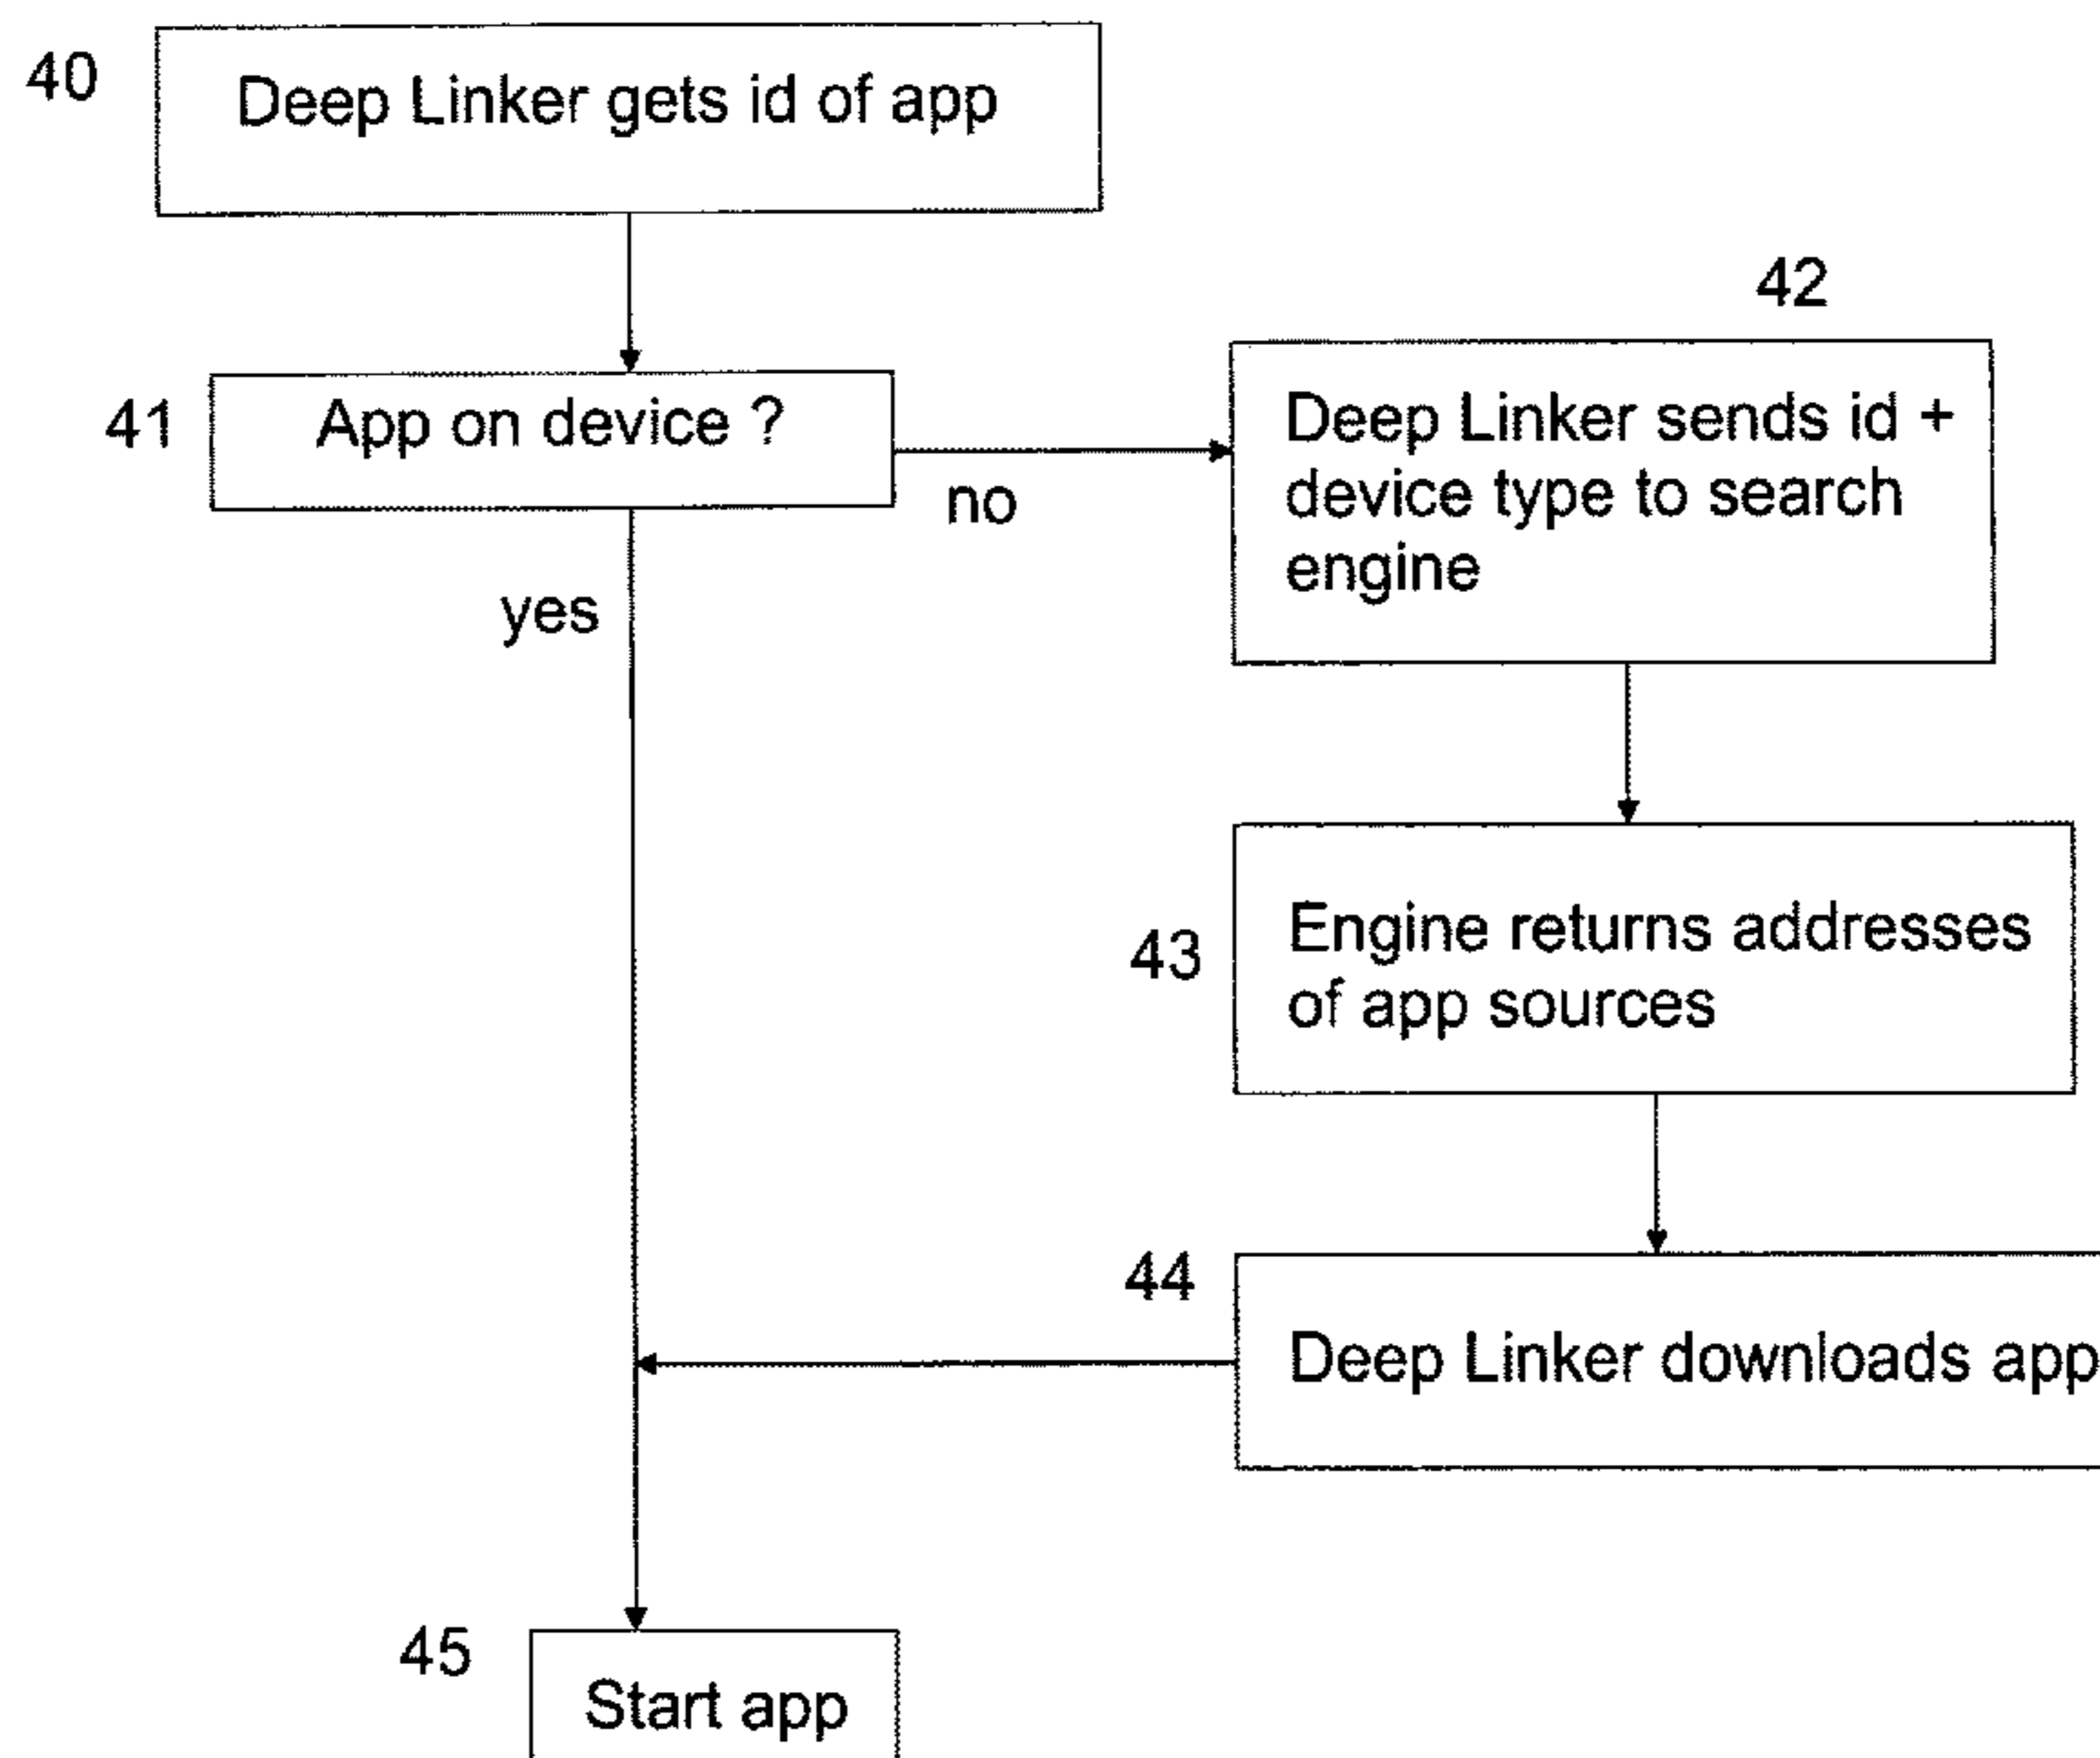 40
Deep Linker gets id of app
42
41
App on device ?
no
Deep Linker sends id +
device type to search
engine
yes
43
Engine returns addresses
of app sources
44
Deep Linker downloads app
45
Start app